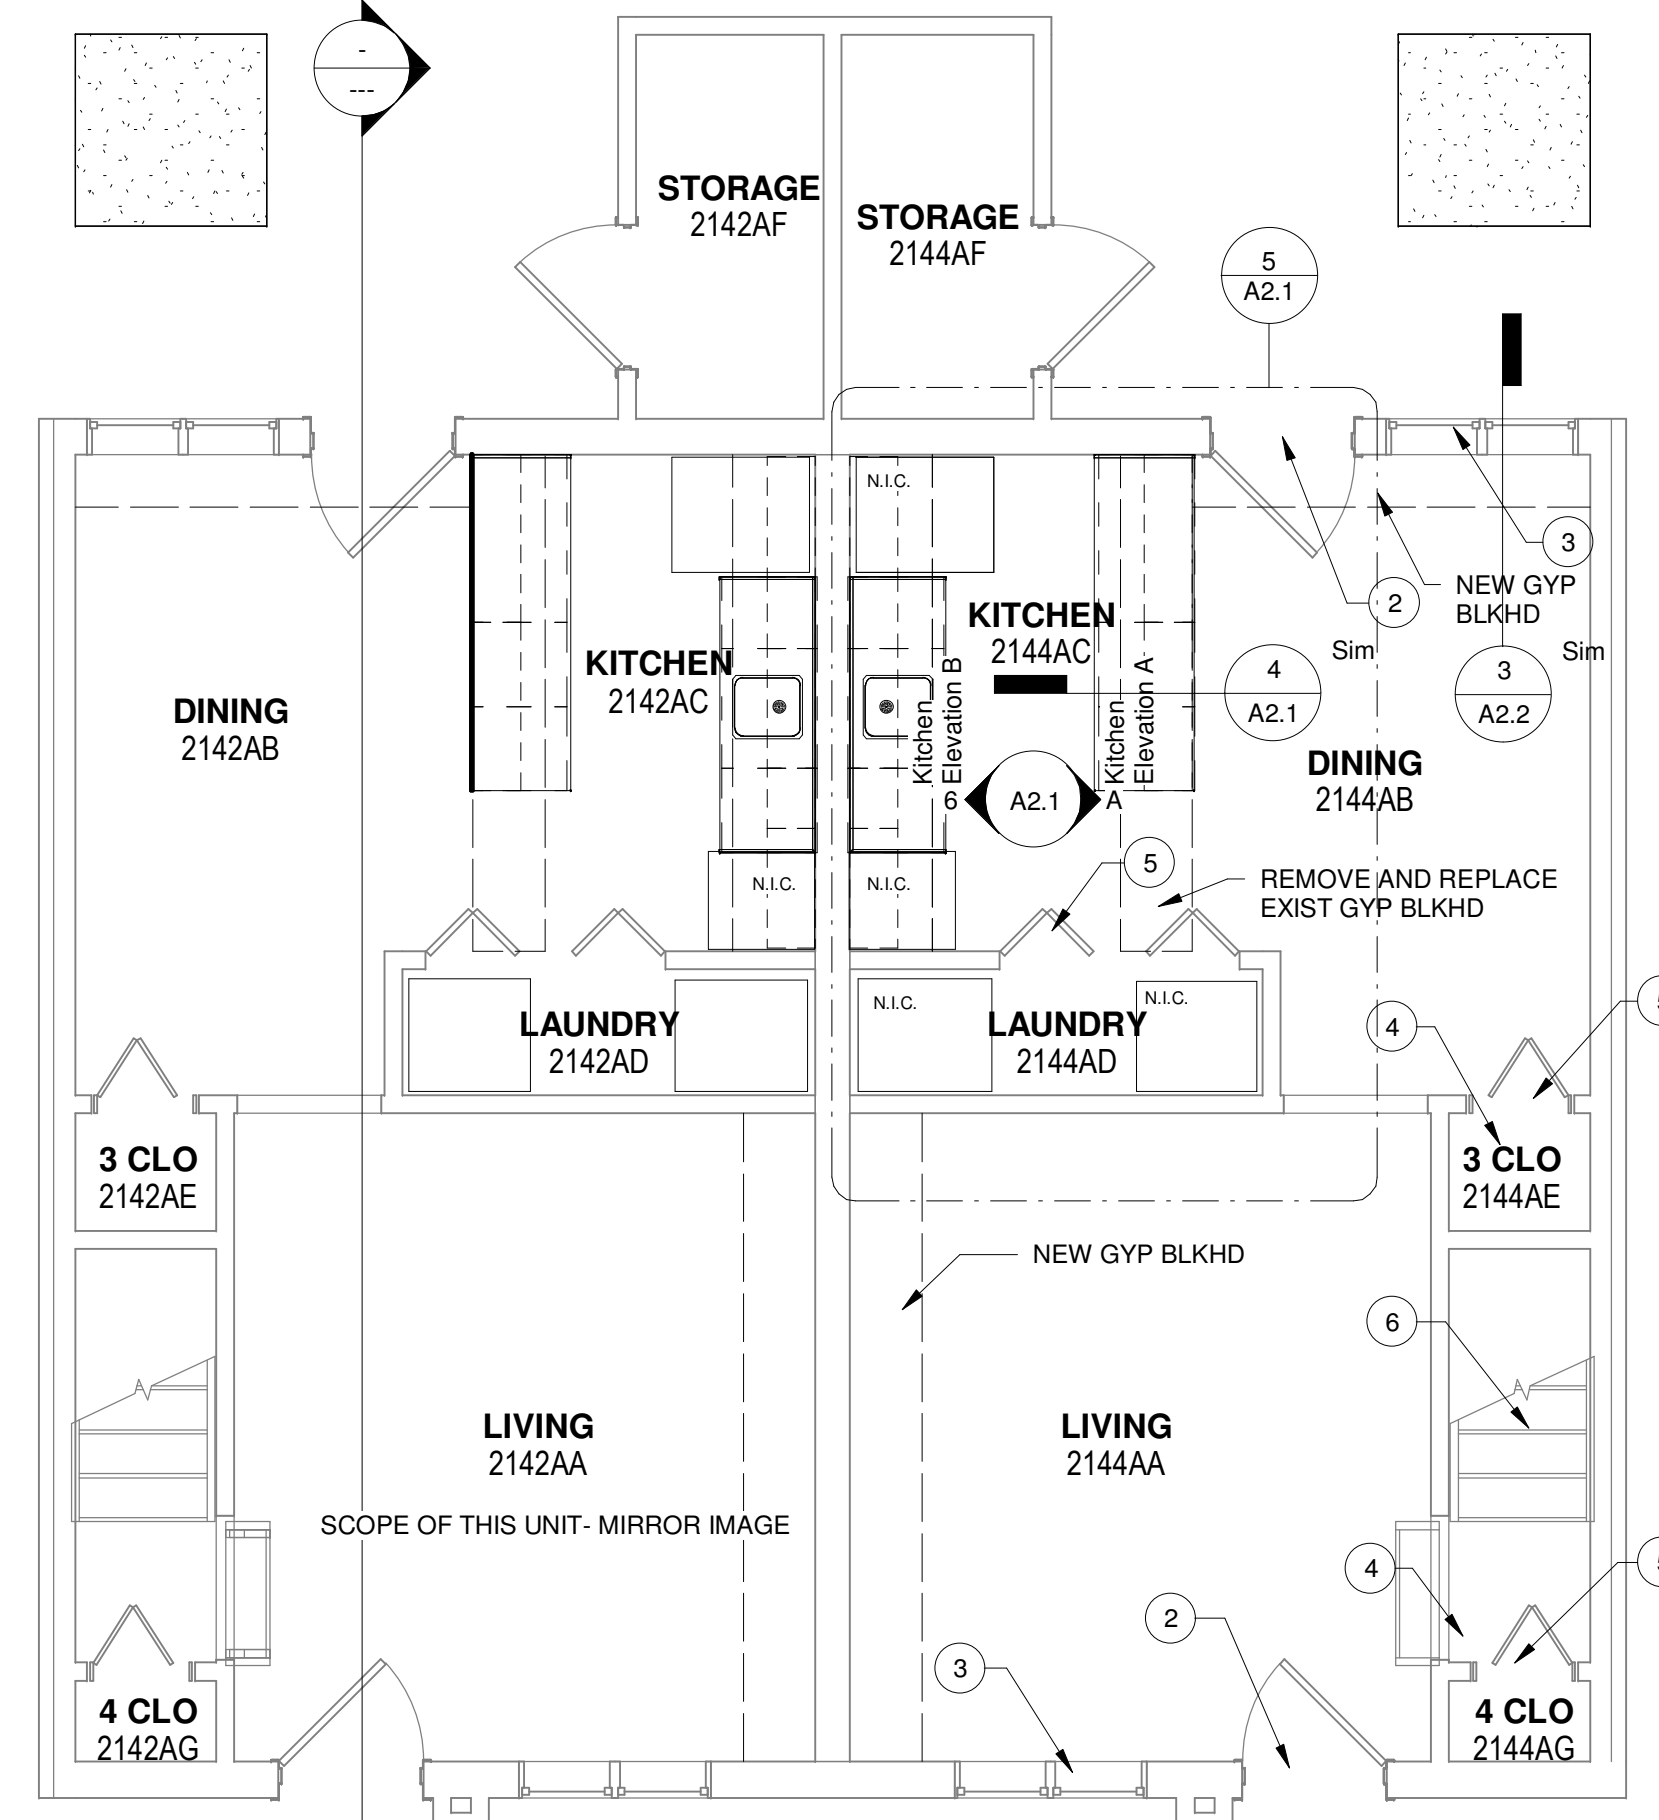 -
---
STORAGE
2142AF
STORAGE
2144AF
5
A2.1
N.I.C.
3
NEW GYP
BLKHD
2
Sim
Sim
KITCHEN
2144AC
KITCHEN
2142AC
Kitchen
Elevation B
Kitchen
Elevation A
4
A2.1
3
A2.2
DINING
2142AB
DINING
2144AB
6
A2.1
A
5
REMOVE AND REPLACE
EXIST GYP BLKHD
N.I.C.
N.I.C.
N.I.C.
N.I.C.
LAUNDRY
2142AD
LAUNDRY
2144AD
4
5
3 CLO
2142AE
3 CLO
2144AE
NEW GYP BLKHD
6
LIVING
2142AA
LIVING
2144AA
SCOPE OF THIS UNIT- MIRROR IMAGE
4
5
2
3
4 CLO
2142AG
4 CLO
2144AG